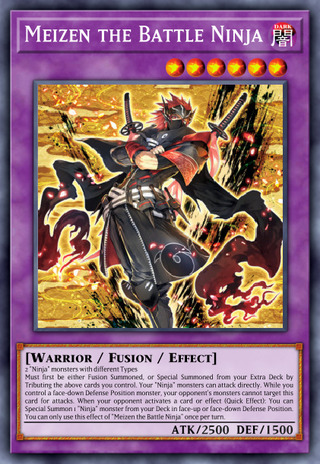 Meizen the Battle Ninja
DARK
闇
[Warrior / Fusion / Effect]
2 "Ninja" monsters with different Types
Must first be either Fusion Summoned, or Special Summoned from your Extra Deck by
Tributing the above cards you control. Your "Ninja" monsters can attack directly. While you
control a face-down Defense Position monster, your opponent's monsters cannot target this
card for attacks. When your opponent activates a card or effect (Quick Effect): You can
Special Summon 1 "Ninja" monster from your Deck in face-up or face-down Defense Position.
You can only use this effect of "Meizen the Battle Ninja" once per turn.
ATK/2500 DEF/1500